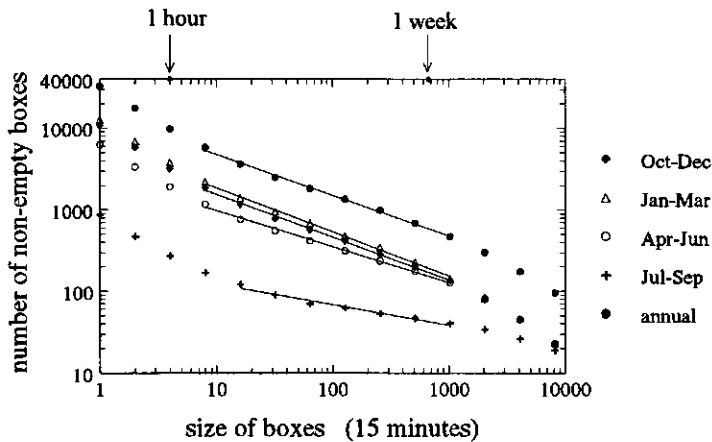 1 hour 1 week
40000
10000
1000
100
10
number of non-empty boxes
1 10 100 1000 10000
size of boxes (15 minutes)
Oct-Dec
Jan-Mar
Apr-Jun
Jul-Sep
annual